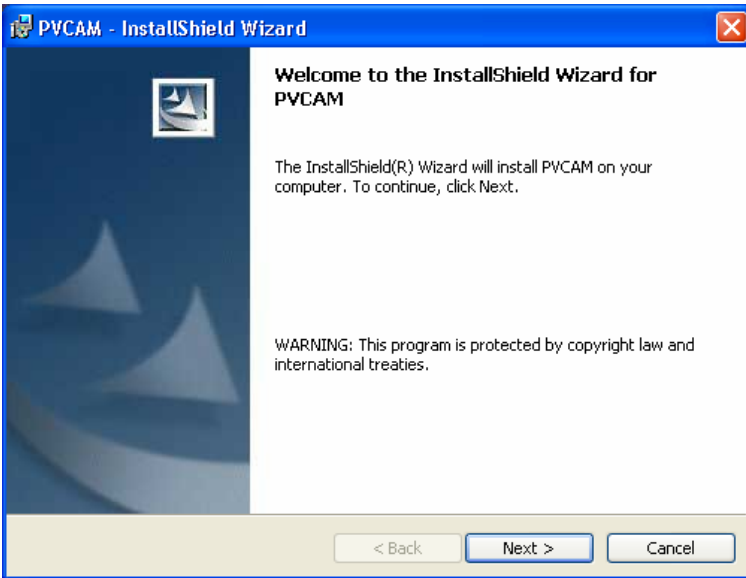 PVCAM - InstallShield Wizard
Welcome to the InstallShield Wizard for
PVCAM
The InstallShield(R) Wizard will install PVCAM on your
computer. To continue, click Next.
WARNING: This program is protected by copyright law and
international treaties.
< Back Next > Cancel